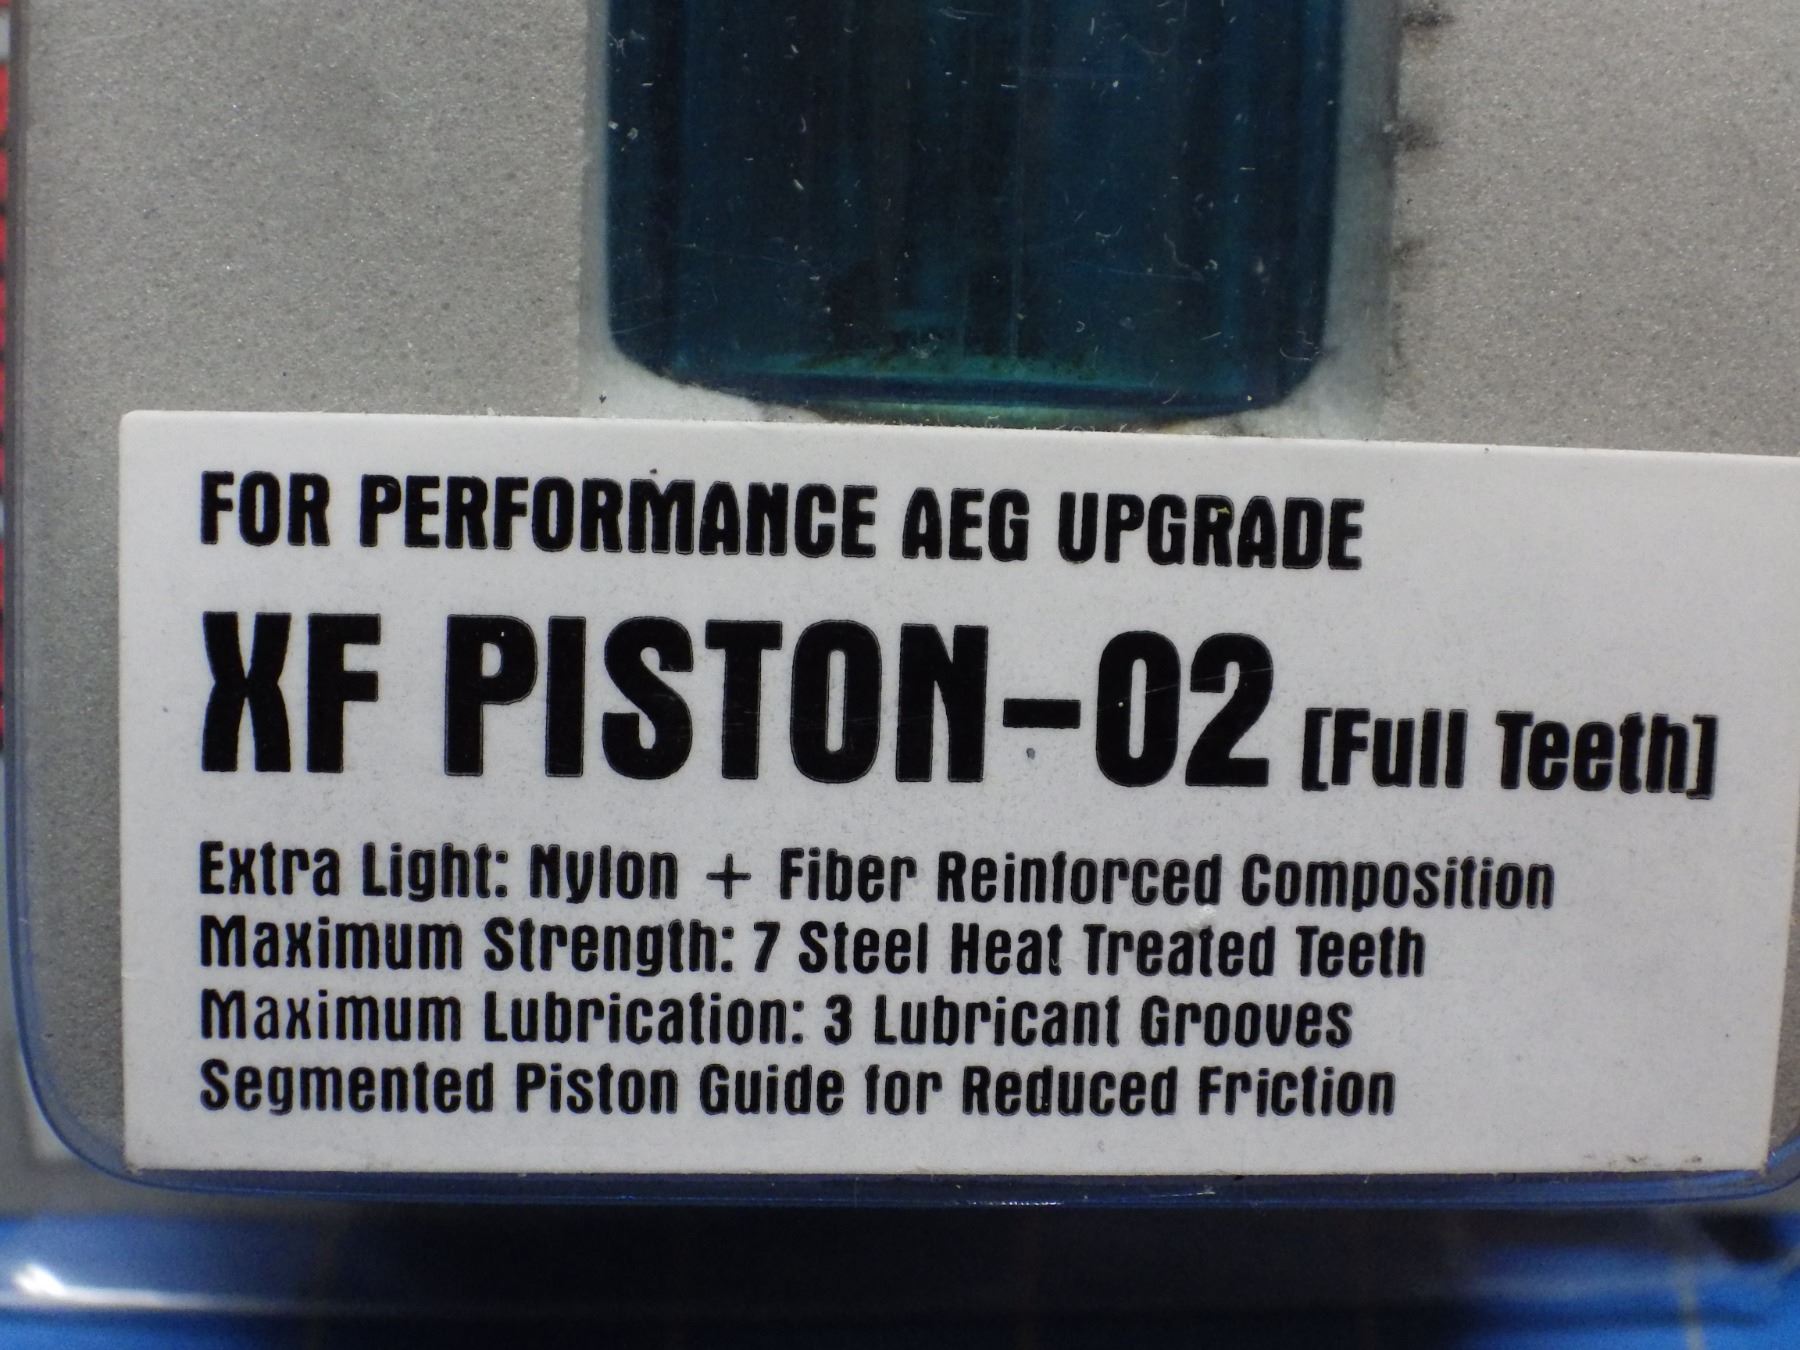 FOR PERFORMANCE AEG UPGRADE
XF PISTON-02 [Full Teeth]
Extra Light: Nylon + Fiber Reinforced Composition
Maximum Strength: 7 Steel Heat Treated Teeth
Maximum Lubrication: 3 Lubricant Grooves
Segmented Piston Guide for Reduced Friction